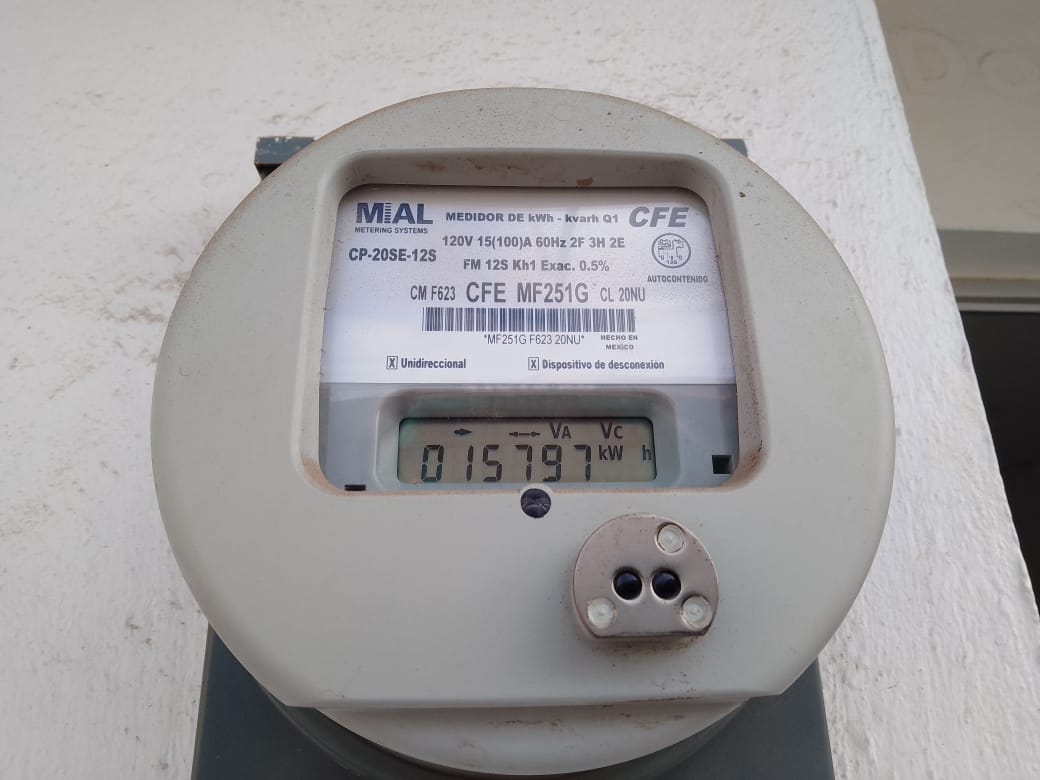 MIAL
METERING SYSTEMS
MEDIDOR DE kWh - kvarh Q1
CFE
120V 15(100)A 60Hz 2F 3H 2E
CP-20SE-12S
FM 12S Kh1 Exac. 0.5%
12S
AUTOCONTENIDO
CM F623 CFE MF251G CL 20NU
*MF251G F623 20NU*
HECHO EN
MEXICO
X Unidireccional
X Dispositivo de desconexión
VA VC
015797 kW h